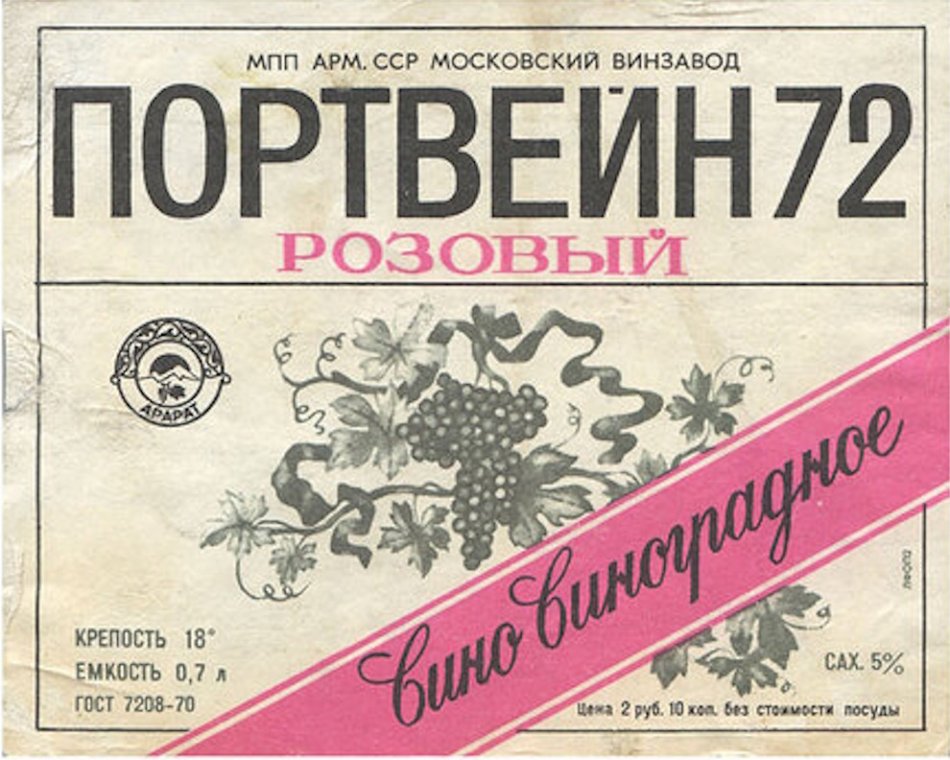 МПП АРМ. ССР МОСКОВСКИЙ ВИНЗАВОД
ПОРТВЕЙН 72
РОЗОВЫЙ
АРАРАТ
Вино виноградное
КРЕПОСТЬ 18°
ЕМКОСТЬ 0,7 л
ГОСТ 7208-70
САХ. 5%
Цена 2 руб. 10 коп. без стоимости посуды